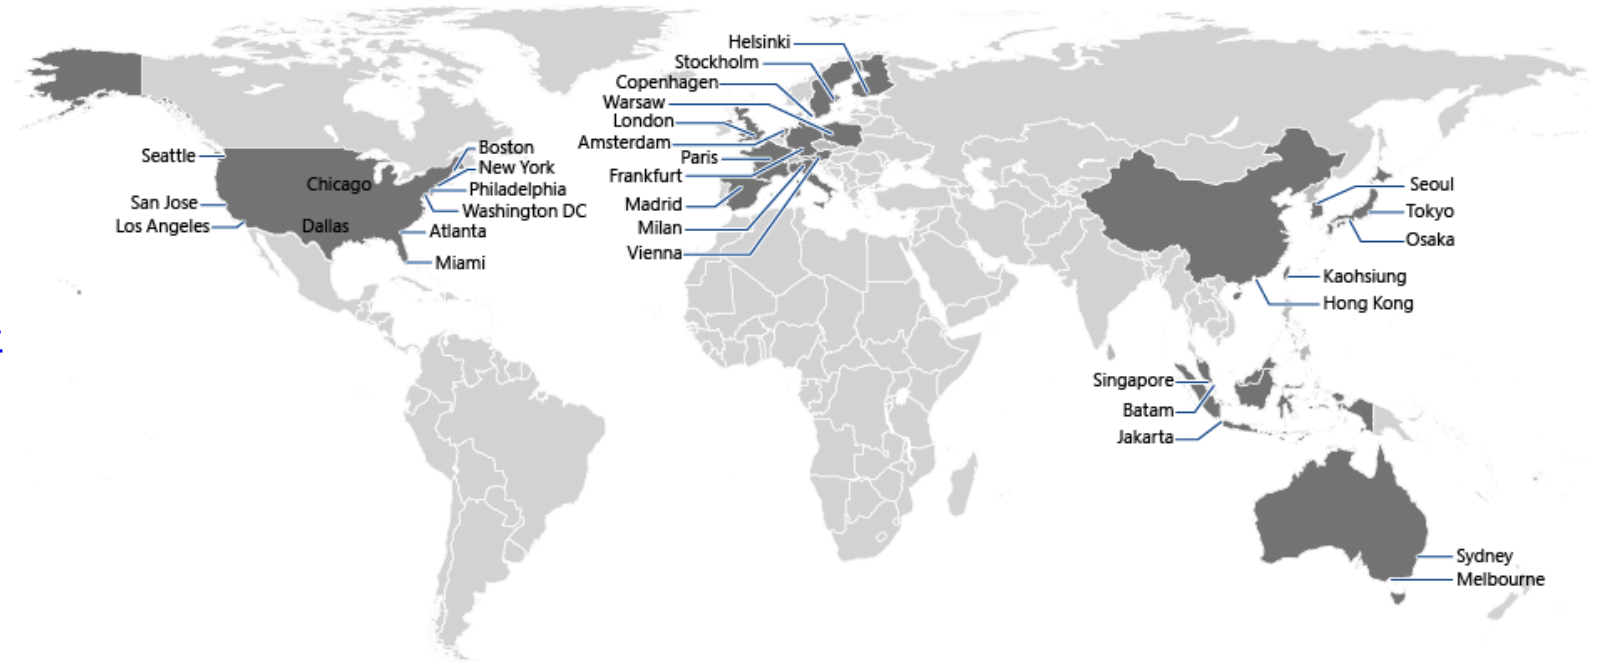 Helsinki
Stockholm
Copenhagen
Warsaw
London
Amsterdam
Paris
Frankfurt
Madrid
Milan
Vienna
Seattle
San Jose
Los Angeles
Chicago
Dallas
Boston
New York
Philadelphia
Washington DC
Atlanta
Miami
Seoul
Tokyo
Osaka
Kaohsiung
Hong Kong
Singapore
Batam
Jakarta
Sydney
Melbourne